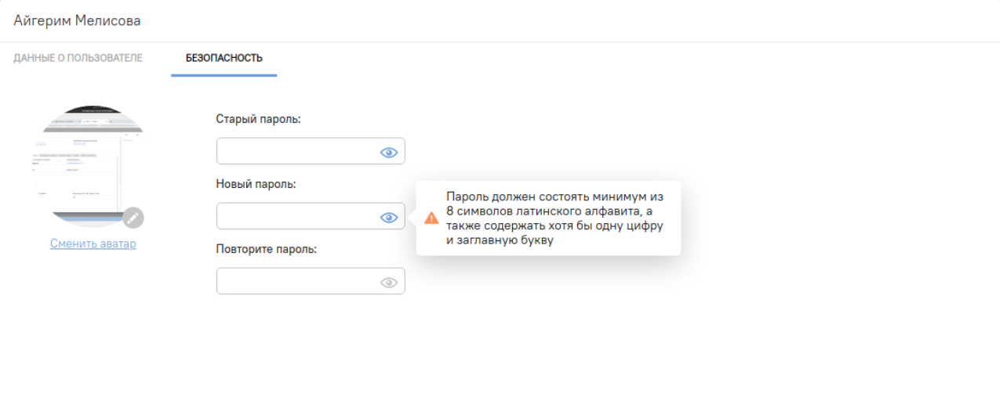 Айгерим Мелисова
ДАННЫЕ О ПОЛЬЗОВАТЕЛЕ
БЕЗОПАСНОСТЬ
Старый пароль:
Новый пароль:
Пароль должен состоять минимум из
8 символов латинского алфавита, а
также содержать хотя бы одну цифру
и заглавную букву
Сменить аватар
Повторите пароль: